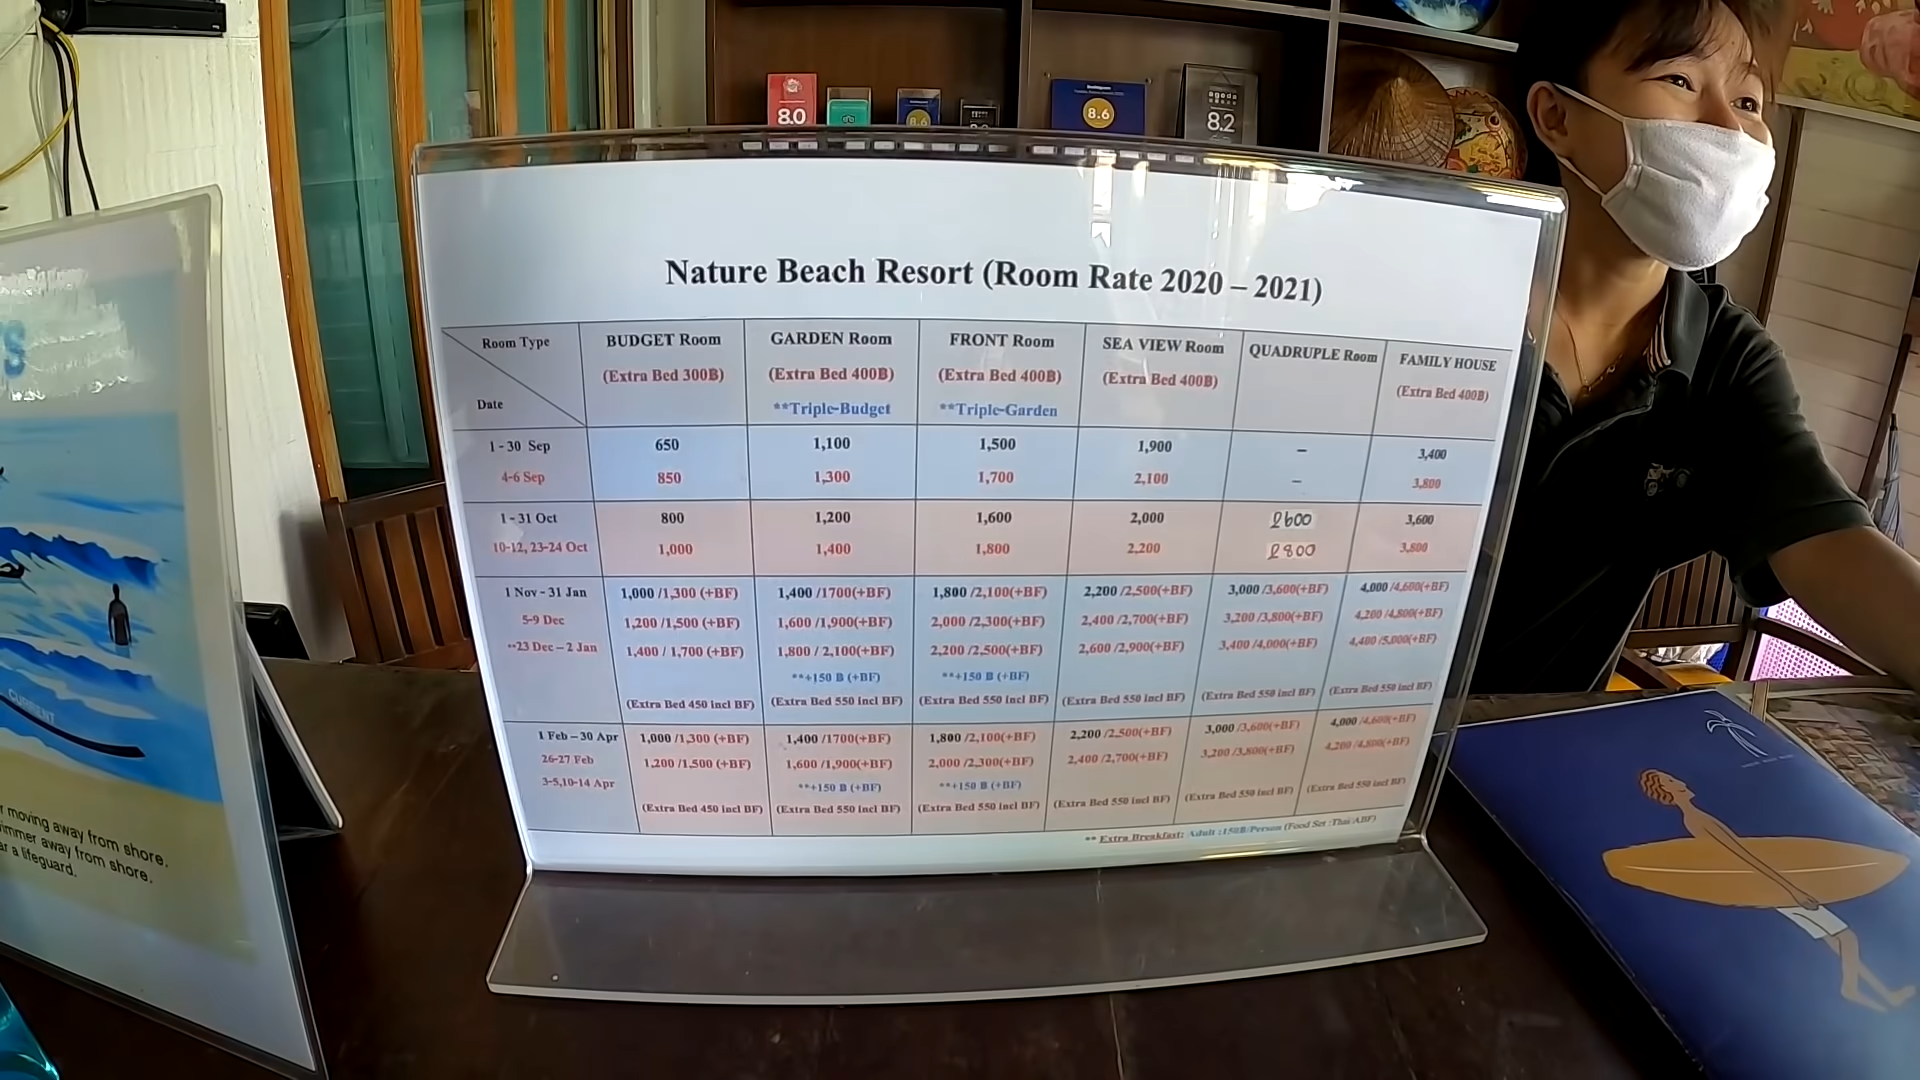 8.0
8.6
8.6
8.2
Nature Beach Resort (Room Rate 2020 – 2021)
Room Type
Date
BUDGET Room
(Extra Bed 300B)
GARDEN Room
(Extra Bed 400B)
**Triple-Budget
FRONT Room
(Extra Bed 400B)
**Triple-Garden
SEA VIEW Room
(Extra Bed 400B)
QUADRUPLE Room
FAMILY HOUSE
(Extra Bed 400B)
1 - 30 Sep 650 1,100 1,500 1,900 – 3,400
4-6 Sep 850 1,300 1,700 2,100 – 3,800
1 - 31 Oct 800 1,200 1,600 2,000 2600 3,600
10-12, 23-24 Oct 1,000 1,400 1,800 2,200 2800 3,800
1 Nov - 31 Jan 1,000 /1,300 (+BF) 1,400 /1700(+BF) 1,800 /2,100(+BF) 2,200 /2,500(+BF) 3,000 /3,600(+BF) 4,000 /4,600(+BF)
5-9 Dec 1,200 /1,500 (+BF) 1,600 /1,900(+BF) 2,000 /2,300(+BF) 2,400 /2,700(+BF) 3,200 /3,800(+BF) 4,200 /4,800(+BF)
**23 Dec – 2 Jan 1,400 / 1,700 (+BF) 1,800 / 2,100(+BF) 2,200 /2,500(+BF) 2,600 /2,900(+BF) 3,400 /4,000(+BF) 4,400 /5,000(+BF)
**+150 B (+BF) **+150 B (+BF)
(Extra Bed 450 incl BF) (Extra Bed 550 incl BF) (Extra Bed 550 incl BF) (Extra Bed 550 incl BF) (Extra Bed 550 incl BF) (Extra Bed 550 incl BF)
1 Feb – 30 Apr 1,000 /1,300 (+BF) 1,400 /1700(+BF) 1,800 /2,100(+BF) 2,200 /2,500(+BF) 3,000 /3,600(+BF) 4,000 /4,600(+BF)
26-27 Feb 1,200 /1,500 (+BF) 1,600 /1,900(+BF) 2,000 /2,300(+BF) 2,400 /2,700(+BF) 3,200 /3,800(+BF) 4,200 /4,800(+BF)
3-5,10-14 Apr **+150 B (+BF) **+150 B (+BF)
(Extra Bed 450 incl BF) (Extra Bed 550 incl BF) (Extra Bed 550 incl BF) (Extra Bed 550 incl BF) (Extra Bed 550 incl BF) (Extra Bed 550 incl BF)
** Extra Breakfast: Adult :150B/Person (Food Set :Thai/ABF)
S
CURRENT
r moving away from shore.
immer away from shore.
ar a lifeguard.